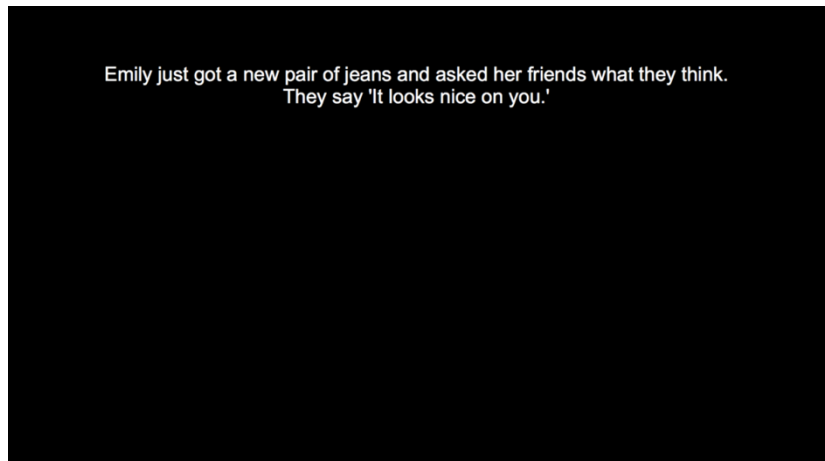 Emily just got a new pair of jeans and asked her friends what they think.
They say 'It looks nice on you.'